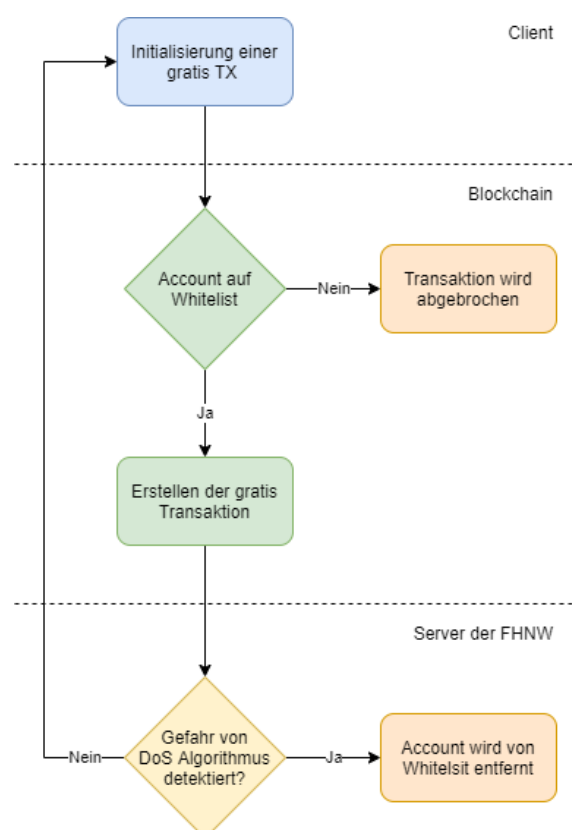 Client
Initialisierung einer
gratis TX
Blockchain
Account auf
Whitelist
Nein
Transaktion wird
abgebrochen
Ja
Erstellen der gratis
Transaktion
Server der FHNW
Gefahr von
DoS Algorithmus
detektiert?
Nein
Ja
Account wird von
Whitelsit entfernt